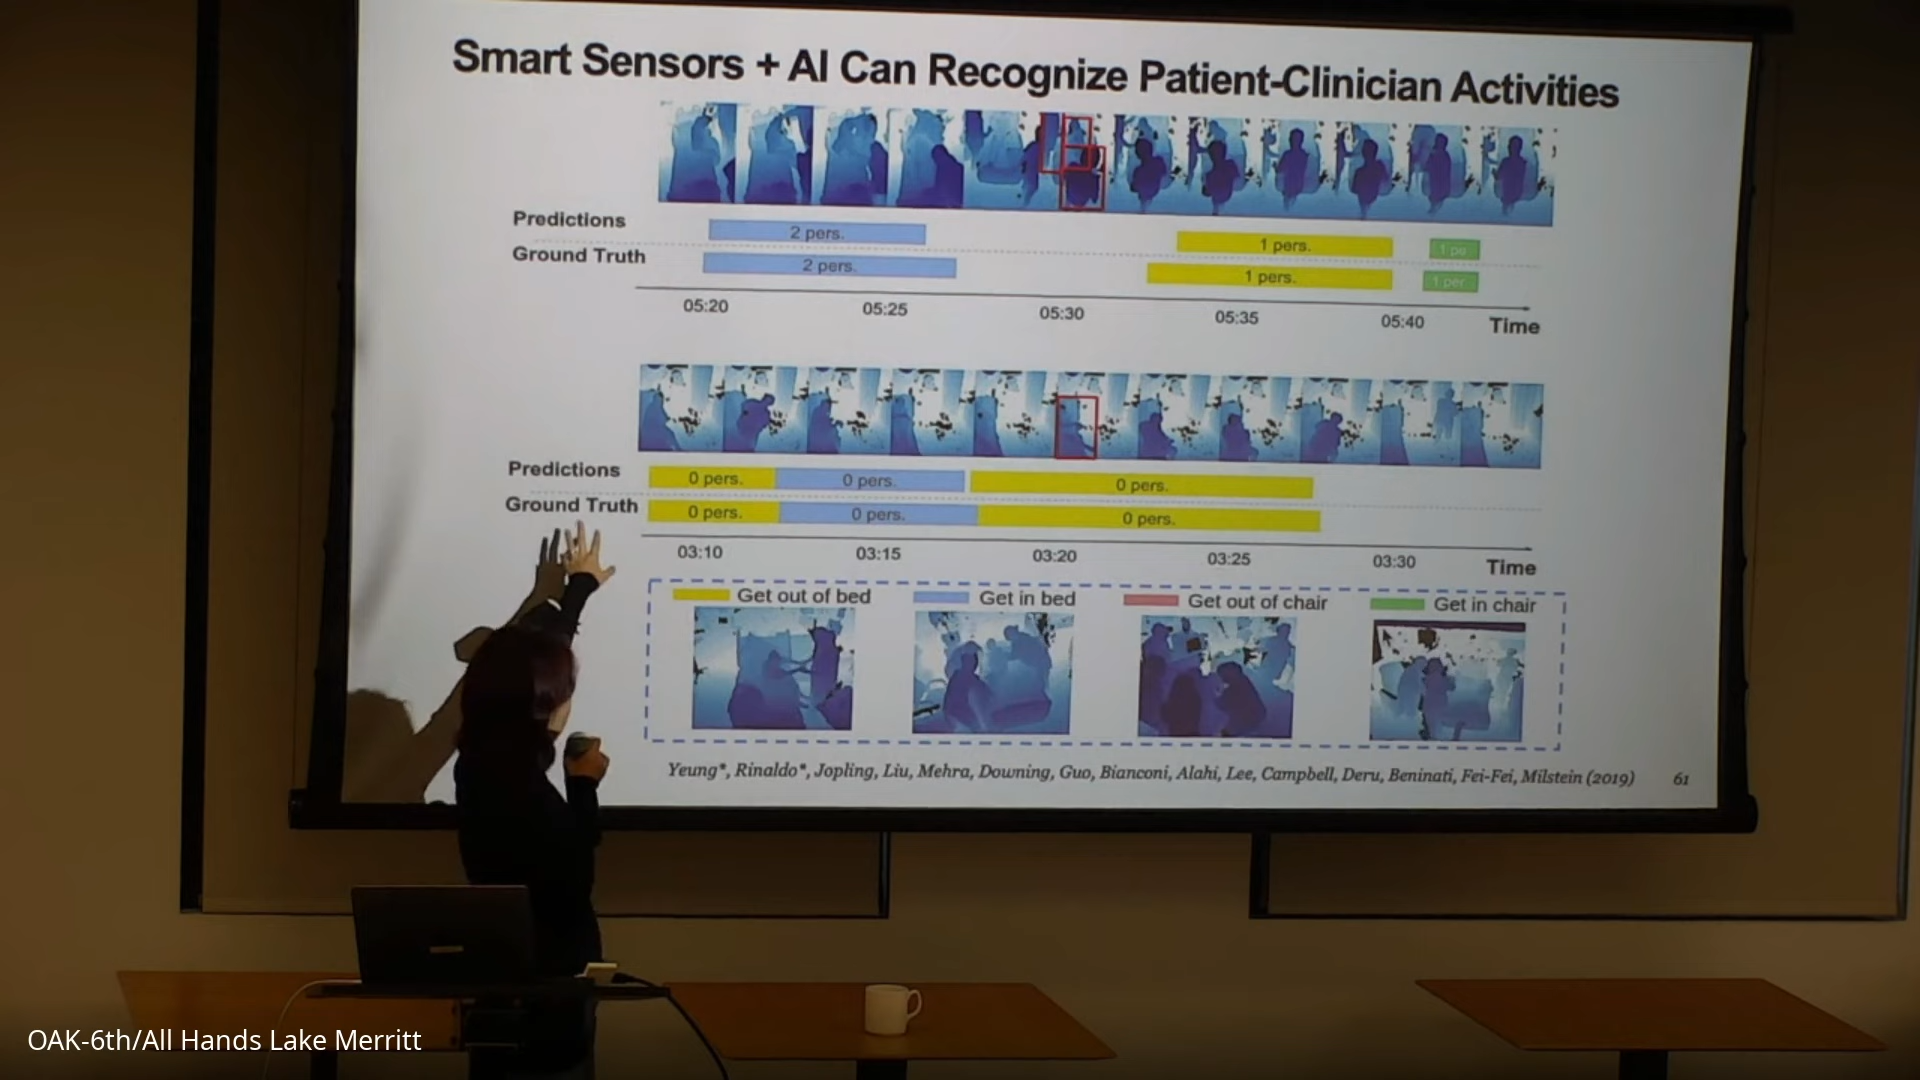 Smart Sensors + AI Can Recognize Patient-Clinician Activities
Predictions
2 pers.
1 pers.
1 pe
Ground Truth
2 pers.
1 pers.
1 per
05:20
05:25
05:30
05:35
05:40
Time
Predictions
0 pers.
0 pers.
0 pers.
Ground Truth
0 pers.
0 pers.
0 pers.
03:10
03:15
03:20
03:25
03:30
Time
Get out of bed
Get in bed
Get out of chair
Get in chair
Yeung*, Rinaldo*, Jopling, Liu, Mehra, Downing, Guo, Bianconi, Alahi, Lee, Campbell, Deru, Beninati, Fei-Fei, Milstein (2019)
61
OAK-6th/All Hands Lake Merritt